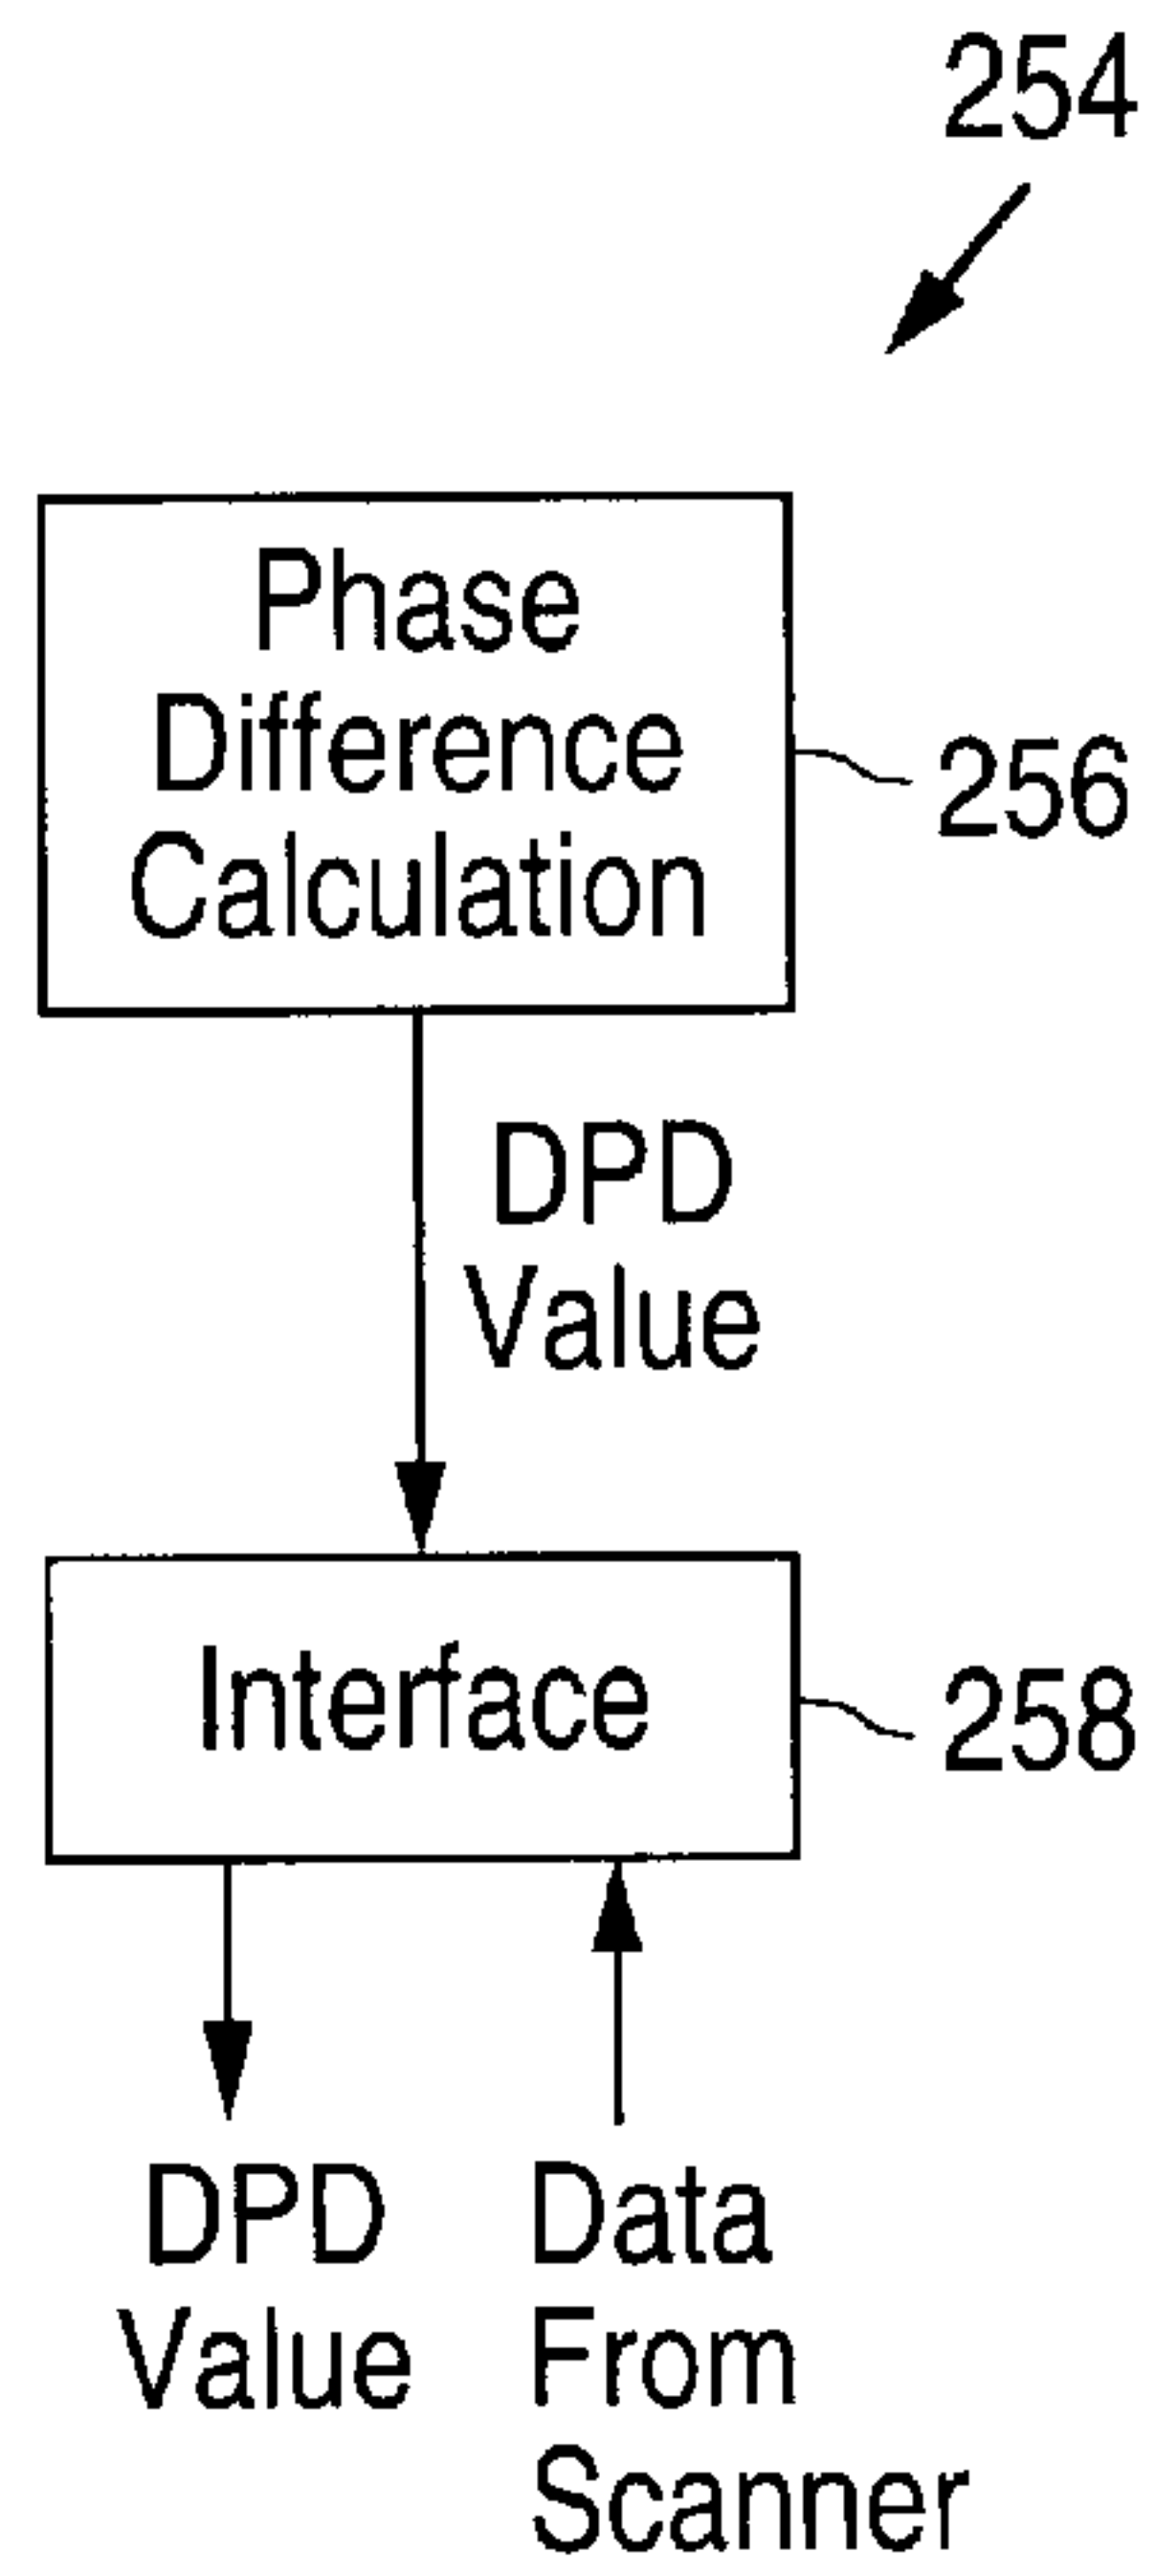 254
Phase
Difference
Calculation
256
DPD
Value
Interface
258
DPD
Value
Data
From
Scanner